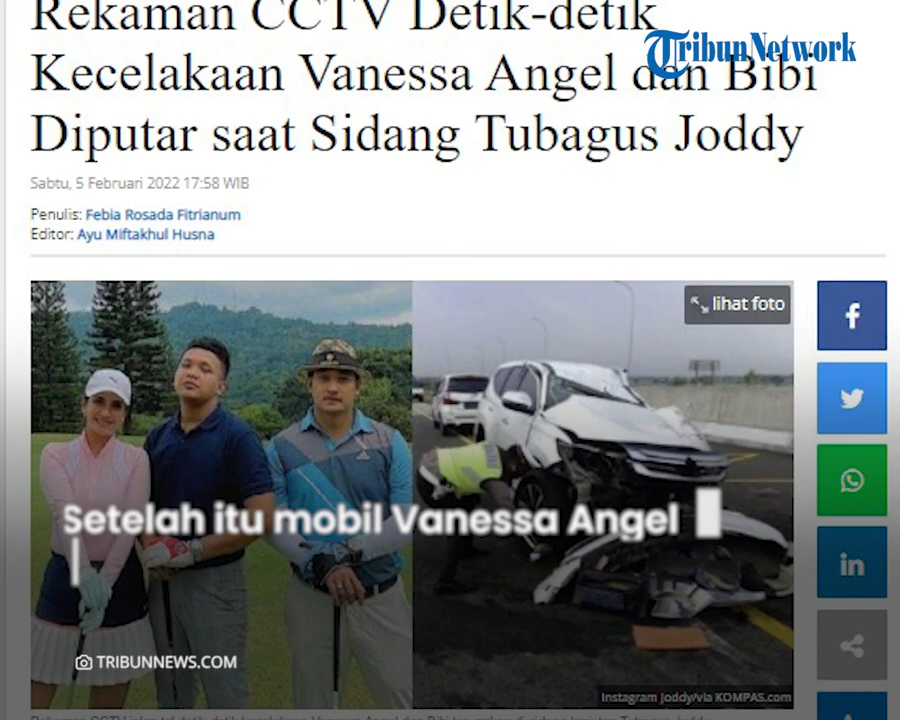 Rekaman CCTV Detik-detik
TribunNetwork
Kecelakaan Vanessa Angel dan Bibi
Diputar saat Sidang Tubagus Joddy
Sabtu, 5 Februari 2022 17:58 WIB
Penulis: Febia Rosada Fitrianum
Editor: Ayu Miftakhul Husna
lihat foto
Setelah itu mobil Vanessa Angel
TRIBUNNEWS.COM
Instagram Joddy/via KOMPAS.com